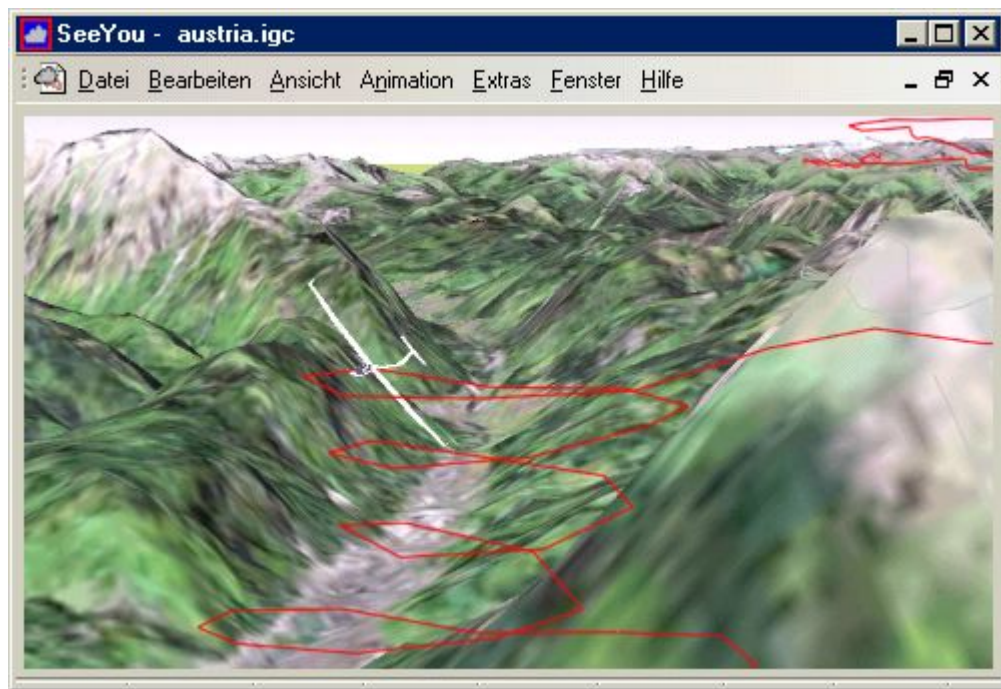 SeeYou - austria.igc
Datei Bearbeiten Ansicht Animation Extras Fenster Hilfe